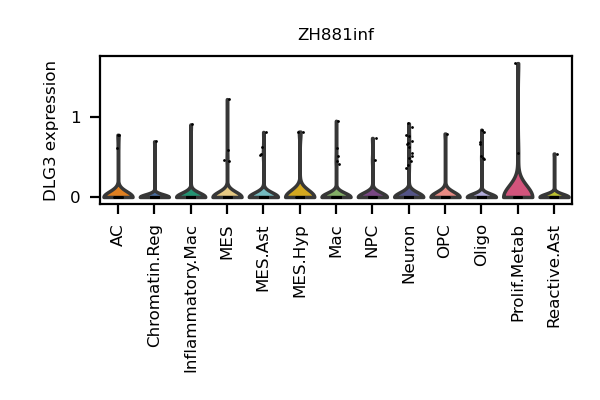 ZH881inf
DLG3 expression
1
0
AC
Chromatin.Reg
Inflammatory.Mac
MES
MES.Ast
MES.Hyp
Mac
NPC
Neuron
OPC
Oligo
Prolif.Metab
Reactive.Ast